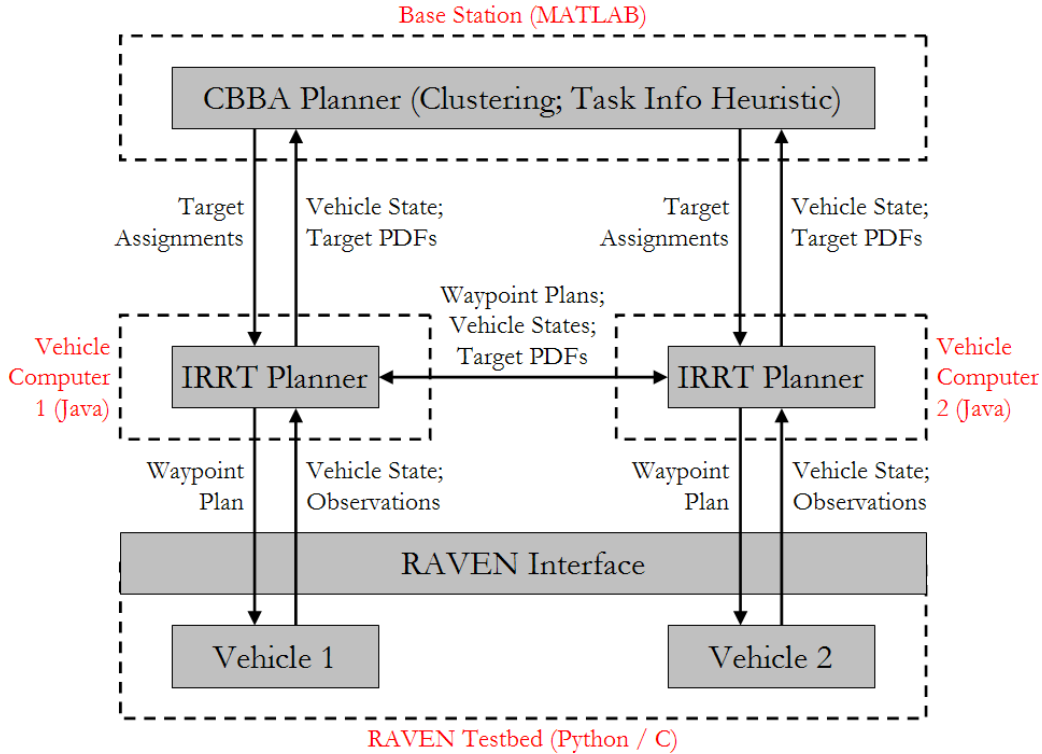 Base Station (MATLAB)
CBBA Planner (Clustering; Task Info Heuristic)
Target
Assignments
Vehicle State;
Target PDFs
Target
Assignments
Vehicle State;
Target PDFs
Waypoint Plans;
Vehicle States;
Target PDFs
Vehicle
Computer
1 (Java)
IRRT Planner
IRRT Planner
Vehicle
Computer
2 (Java)
Waypoint
Plan
Vehicle State;
Observations
Waypoint
Plan
Vehicle State;
Observations
RAVEN Interface
Vehicle 1
Vehicle 2
RAVEN Testbed (Python / C)